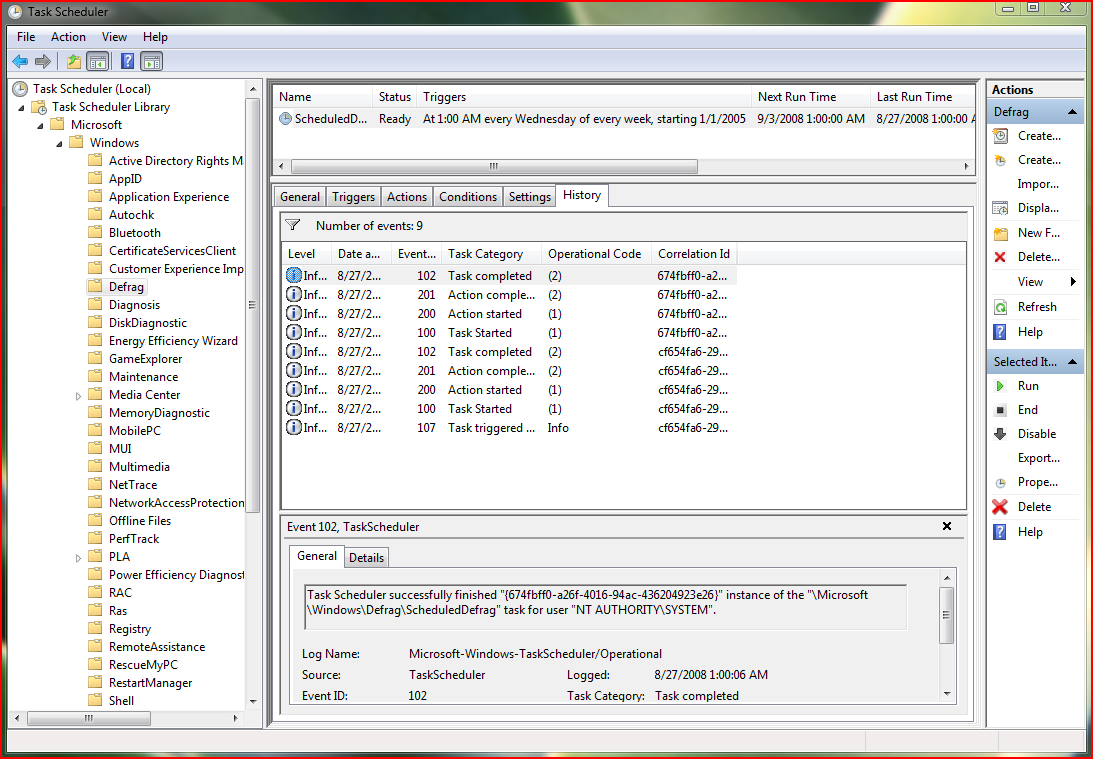 Task Scheduler
File Action View Help
Task Scheduler (Local)
Task Scheduler Library
Microsoft
Windows
Active Directory Rights M
AppID
Application Experience
Autochk
Bluetooth
CertificateServicesClient
Customer Experience Imp
Defrag
Diagnosis
DiskDiagnostic
Energy Efficiency Wizard
GameExplorer
Maintenance
Media Center
MemoryDiagnostic
MobilePC
MUI
Multimedia
NetTrace
NetworkAccessProtection
Offline Files
PerfTrack
PLA
Power Efficiency Diagnost
RAC
Ras
Registry
RemoteAssistance
RescueMyPC
RestartManager
Shell
Name Status Triggers Next Run Time Last Run Time
ScheduledD... Ready At 1:00 AM every Wednesday of every week, starting 1/1/2005 9/3/2008 1:00:00 AM 8/27/2008 1:00:00 A
General Triggers Actions Conditions Settings History
Number of events: 9
Level Date a... Event... Task Category Operational Code Correlation Id
Inf... 8/27/2... 102 Task completed (2) 674fbff0-a2...
Inf... 8/27/2... 201 Action comple... (2) 674fbff0-a2...
Inf... 8/27/2... 200 Action started (1) 674fbff0-a2...
Inf... 8/27/2... 100 Task Started (1) 674fbff0-a2...
Inf... 8/27/2... 102 Task completed (2) cf654fa6-29...
Inf... 8/27/2... 201 Action comple... (2) cf654fa6-29...
Inf... 8/27/2... 200 Action started (1) cf654fa6-29...
Inf... 8/27/2... 100 Task Started (1) cf654fa6-29...
Inf... 8/27/2... 107 Task triggered ... Info cf654fa6-29...
Event 102, TaskScheduler
General Details
Task Scheduler successfully finished "{674fbff0-a26f-4016-94ac-436204923e26}" instance of the "\Microsoft
\Windows\Defrag\ScheduledDefrag" task for user "NT AUTHORITY\SYSTEM".
Log Name: Microsoft-Windows-TaskScheduler/Operational
Source: TaskScheduler Logged: 8/27/2008 1:00:06 AM
Event ID: 102 Task Category: Task completed
Actions
Defrag
Create...
Create...
Impor...
Displa...
New F...
Delete...
View
Refresh
Help
Selected It...
Run
End
Disable
Export...
Prope...
Delete
Help